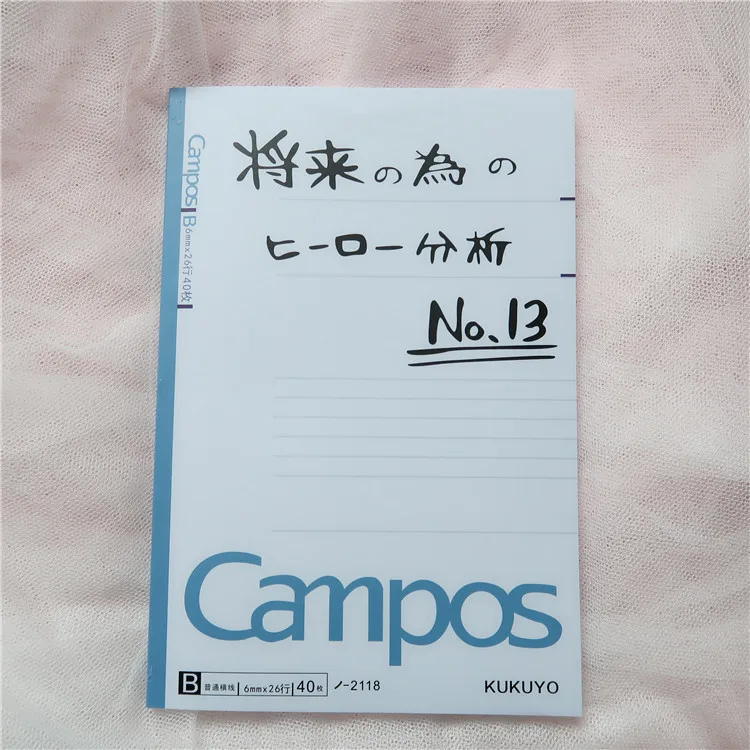 将来の為の
ヒーロー分析
No.13
Campos
B 6mm×26行 40枚
Campos
B 普通横线 6mm×26行 40枚 ノ-2118
KUKUYO